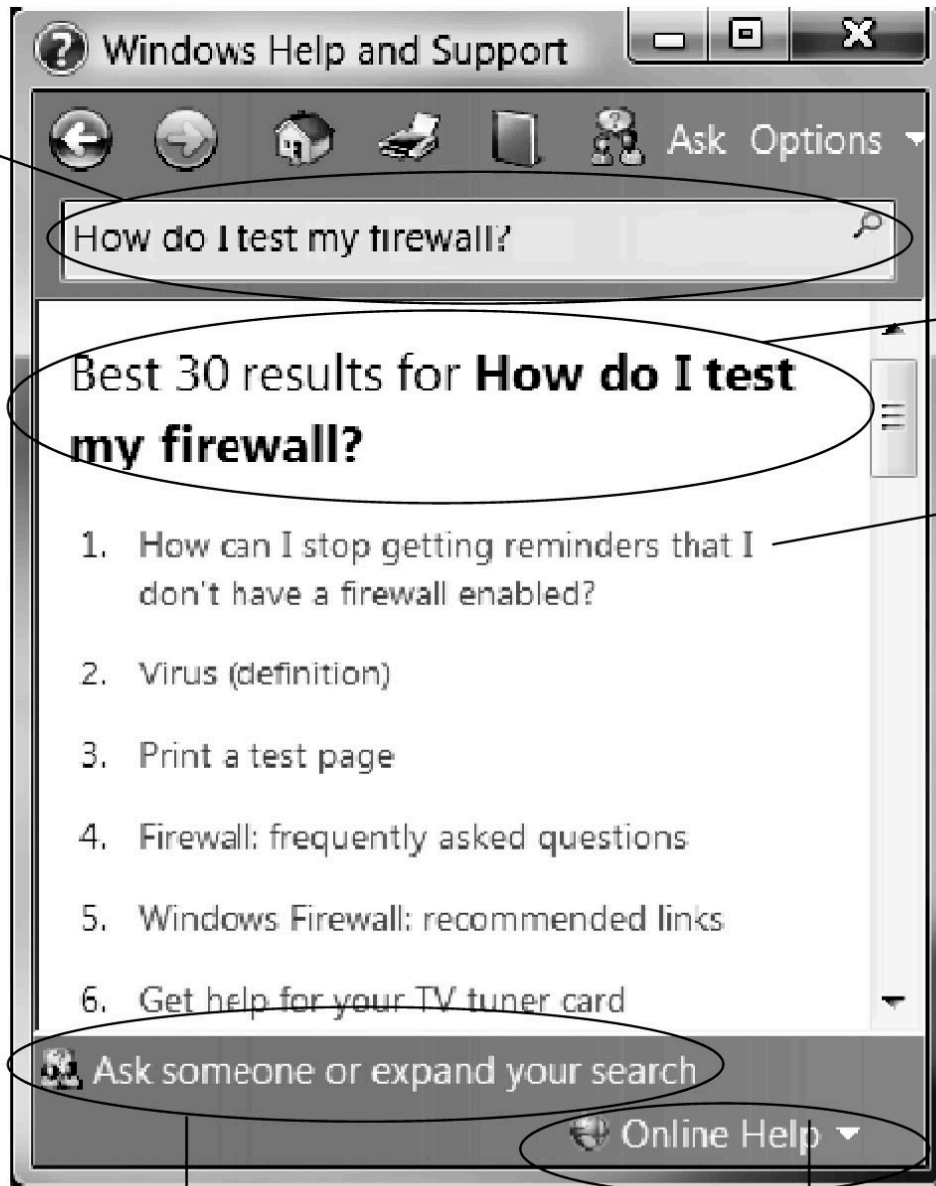 Windows Help and Support
Ask Options
How do I test my firewall?
Best 30 results for How do I test
my firewall?
1. How can I stop getting reminders that I
don't have a firewall enabled?
2. Virus (definition)
3. Print a test page
4. Firewall: frequently asked questions
5. Windows Firewall: recommended links
6. Get help for your TV tuner card
Ask someone or expand your search
Online Help